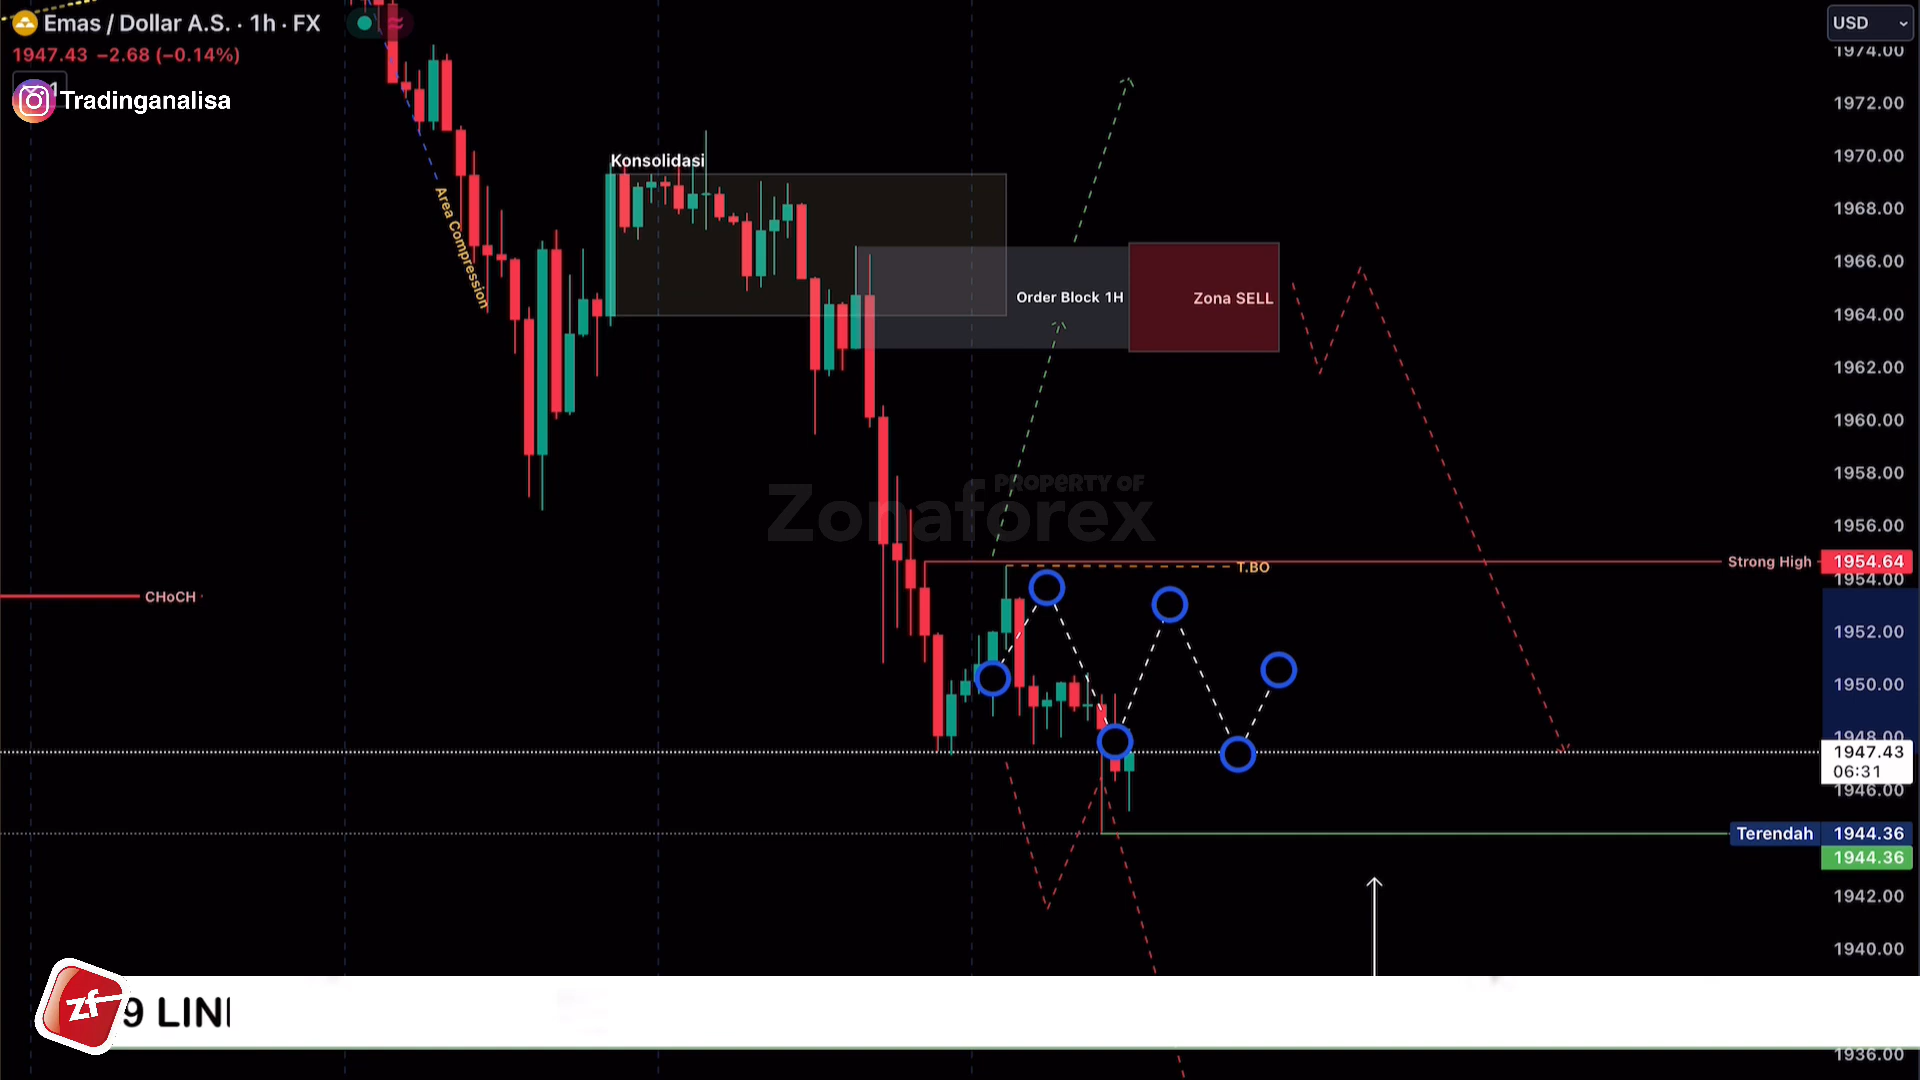 Emas / Dollar A.S. · 1h · FX
1947.43 −2.68 (−0.14%)
Tradinganalisa
USD
1974.00
1972.00
1970.00
1968.00
1966.00
1964.00
1962.00
1960.00
1958.00
1956.00
1954.64
1954.00
1952.00
1950.00
1948.00
1947.43
06:31
1946.00
1944.36
1944.36
1942.00
1940.00
1936.00
Konsolidasi
Area Compression
Order Block 1H
Zona SELL
PROPERTY OF
Zonaforex
Strong High
T.BO
CHoCH
Terendah
zf
9 LIN